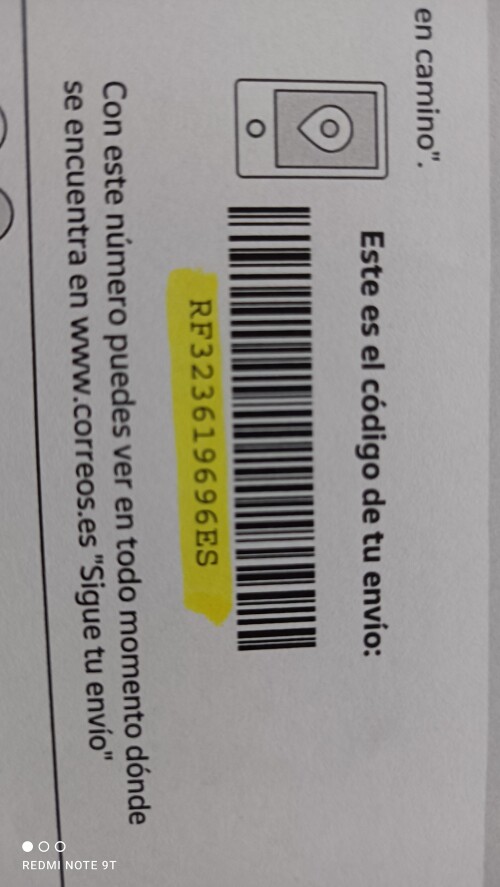 en camino".
Este es el código de tu envío:
RF323619696ES
Con este número puedes ver en todo momento dónde
se encuentra en www.correos.es "Sigue tu envío"
REDMI NOTE 9T